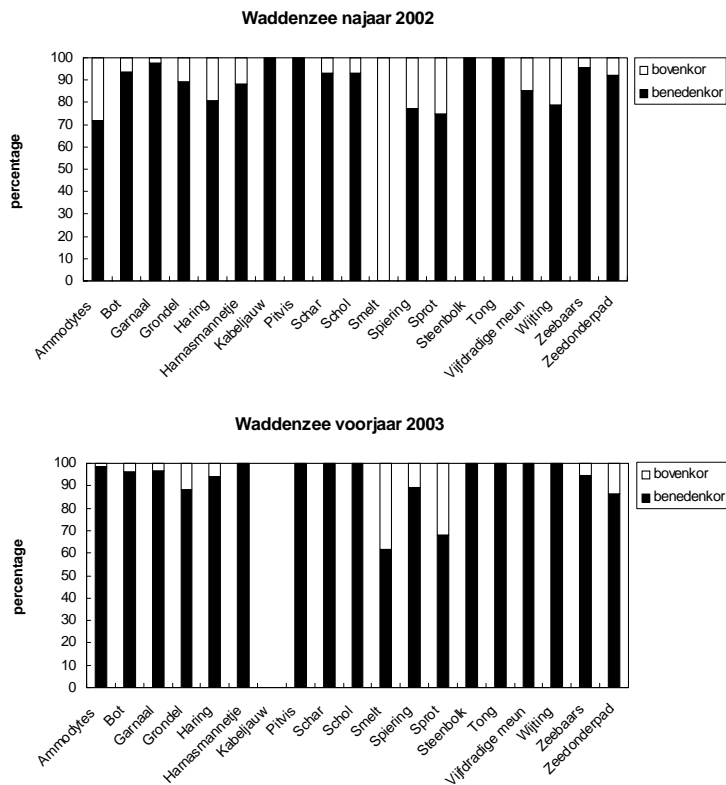 Waddenzee najaar 2002
percentage
100
90
80
70
60
50
40
30
20
10
0
bovenkor
benedenkor
Ammodytes
Bot
Garnaal
Grondel
Haring
Harnasmannetje
Kabeljauw
Pitvis
Schar
Schol
Smelt
Spiering
Sprot
Steenbolk
Tong
Vijfdradige meun
Wijting
Zeebaars
Zeedonderpad
Waddenzee voorjaar 2003
percentage
100
90
80
70
60
50
40
30
20
10
0
bovenkor
benedenkor
Ammodytes
Bot
Garnaal
Grondel
Haring
Harnasmannetje
Kabeljauw
Pitvis
Schar
Schol
Smelt
Spiering
Sprot
Steenbolk
Tong
Vijfdradige meun
Wijting
Zeebaars
Zeedonderpad